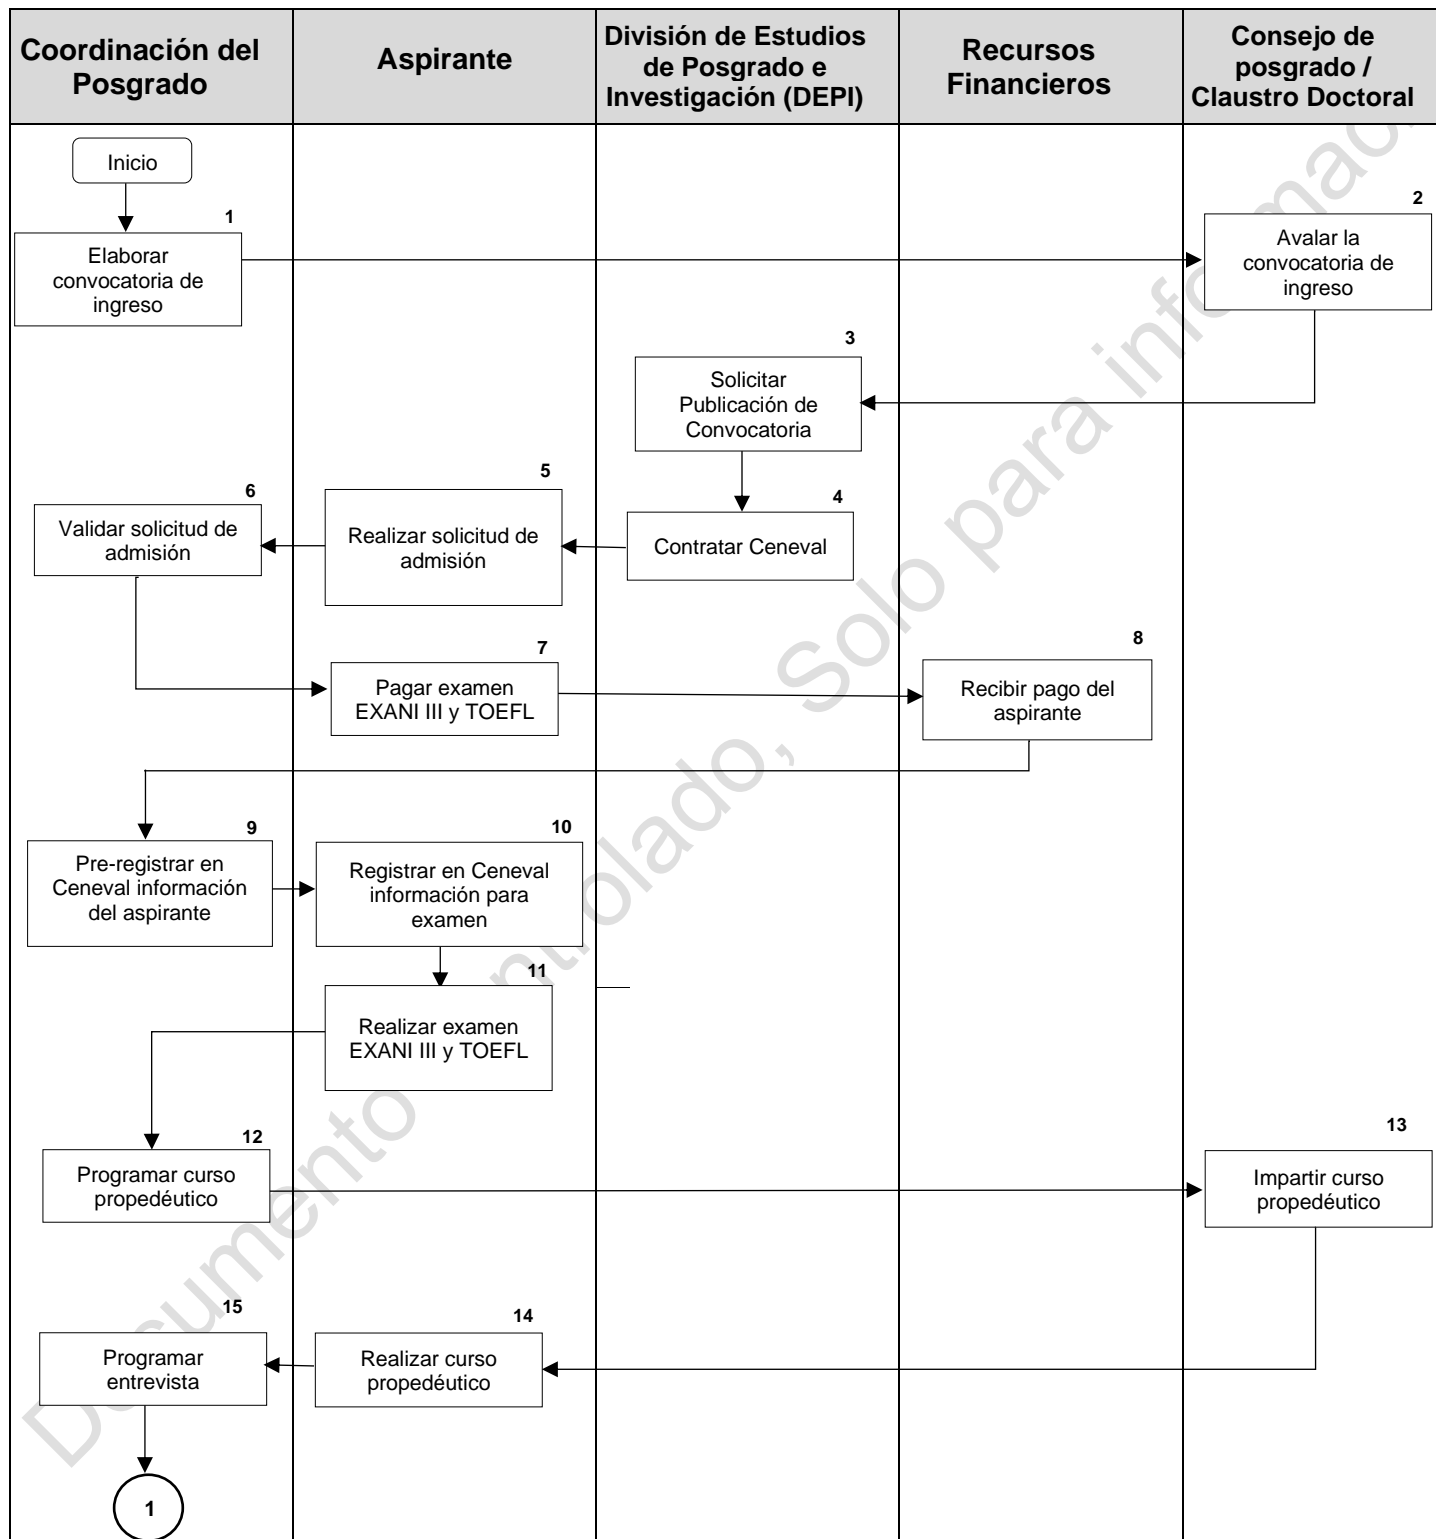 Coordinación del
Posgrado
Aspirante
División de Estudios
de Posgrado e
Investigación (DEPI)
Recursos
Financieros
Consejo de
posgrado /
Claustro Doctoral
Inicio
1
Elaborar
convocatoria de
ingreso
2
Avalar la
convocatoria de
ingreso
3
Solicitar
Publicación de
Convocatoria
4
Contratar Ceneval
5
Realizar solicitud de
admisión
6
Validar solicitud de
admisión
7
Pagar examen
EXANI III y TOEFL
8
Recibir pago del
aspirante
9
Pre-registrar en
Ceneval información
del aspirante
10
Registrar en Ceneval
información para
examen
11
Realizar examen
EXANI III y TOEFL
12
Programar curso
propedéutico
13
Impartir curso
propedéutico
14
Realizar curso
propedéutico
15
Programar
entrevista
1
Documento ntrolado, Solo para informac